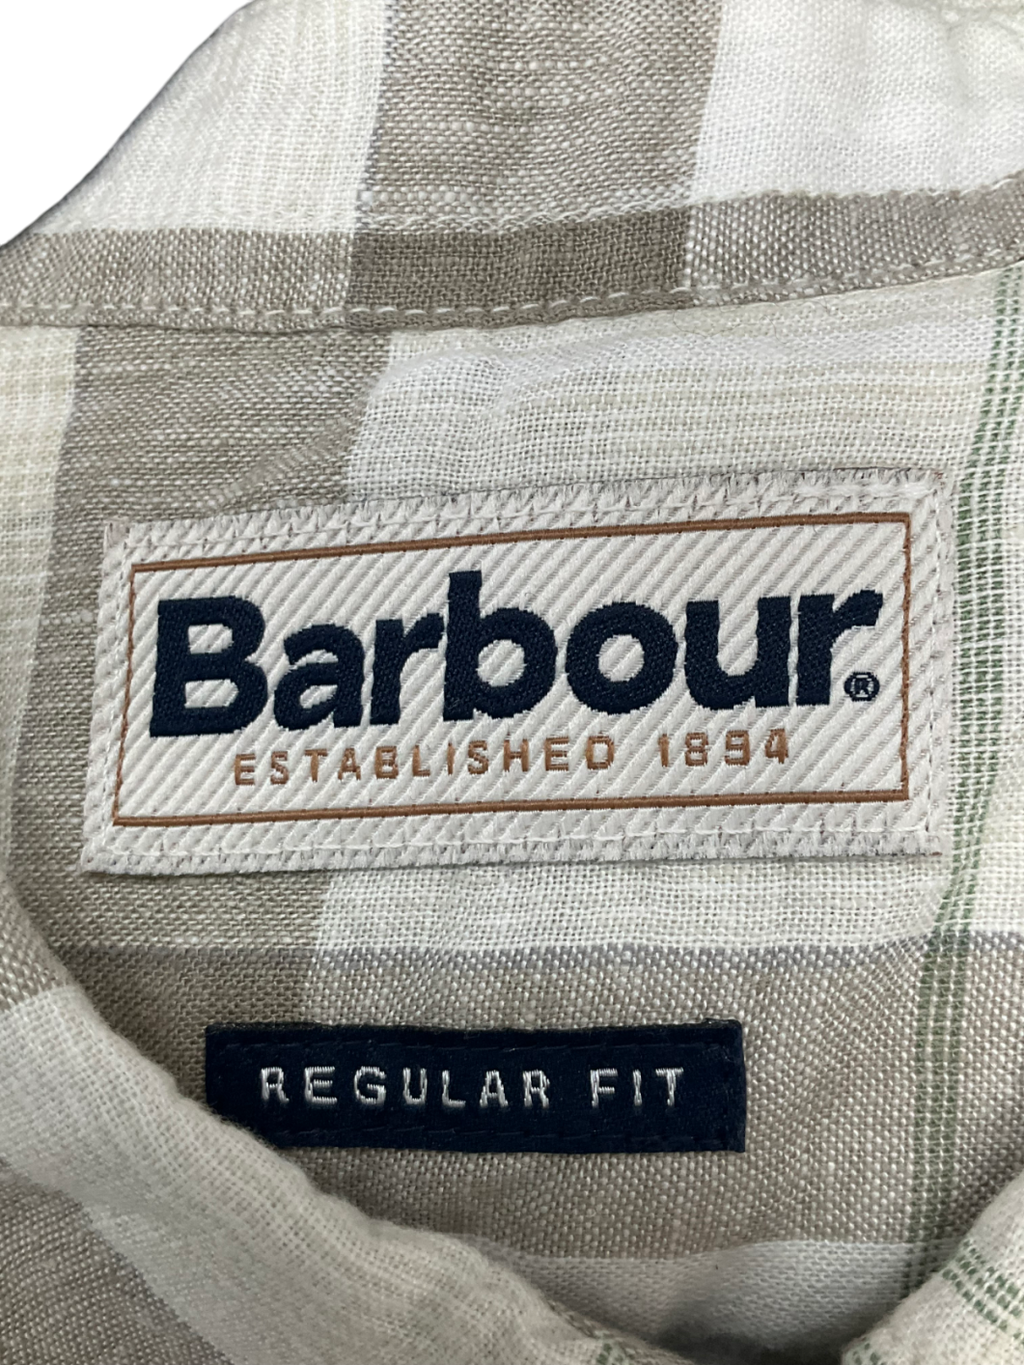 Barbour®
ESTABLISHED 1894
REGULAR FIT